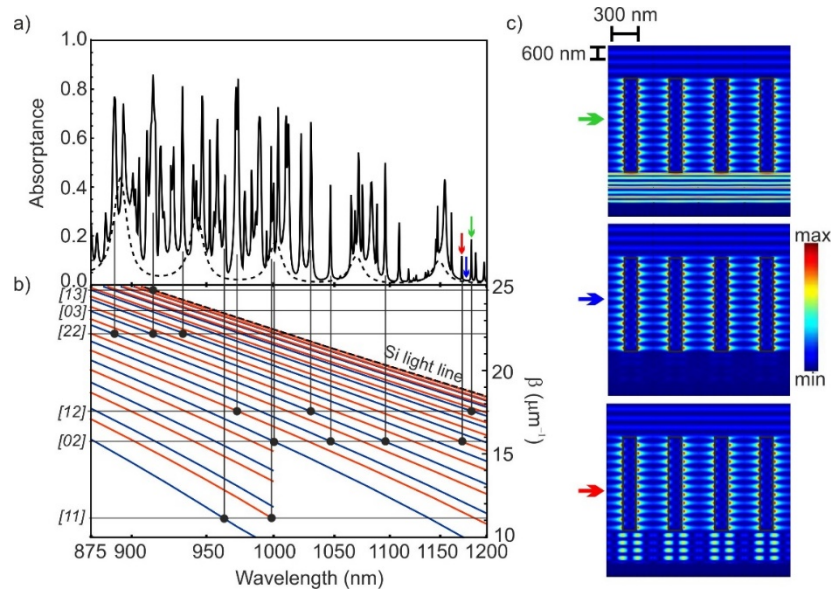 a)
1.0
0.8
0.6
0.4
0.2
0.0
Absorptance
b)
[13]
[03]
[22]
[12]
[02]
[11]
Si light line
25
20
15
10
β (μm⁻¹)
875 900 950 1000 1050 1100 1150 1200
Wavelength (nm)
c)
300 nm
600 nm
max
min